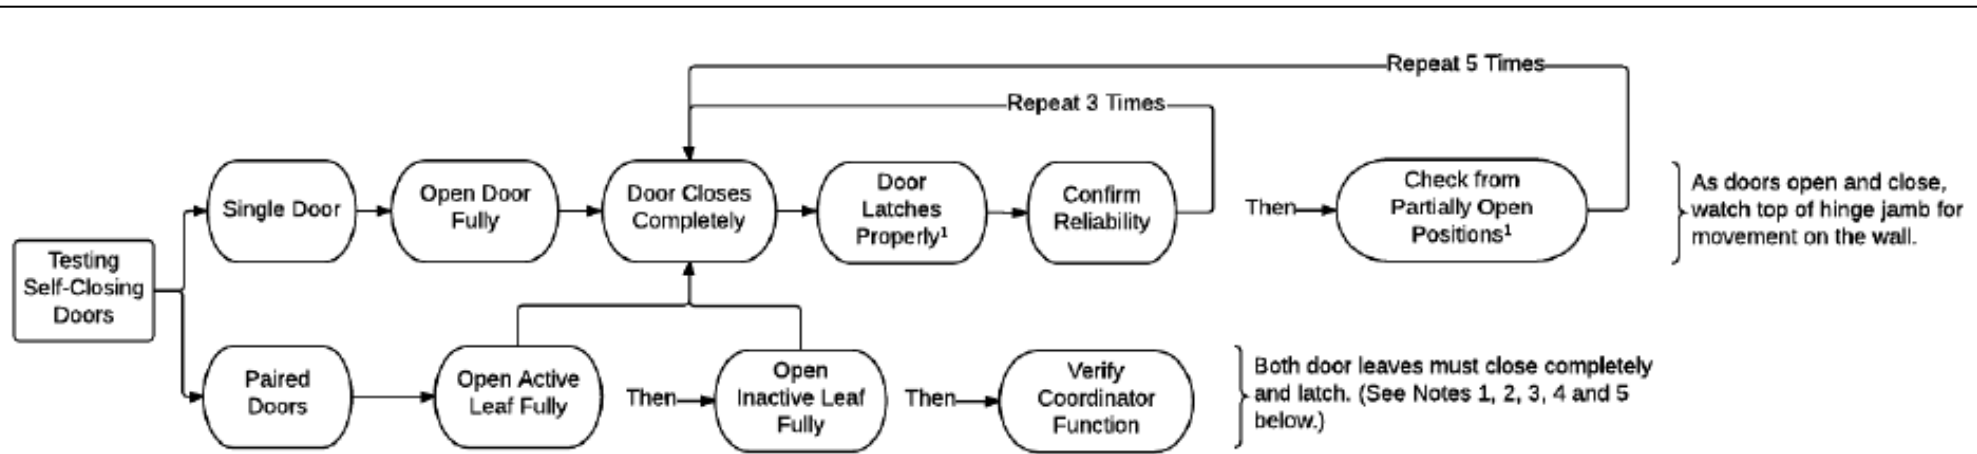 Repeat 5 Times
Repeat 3 Times
Single Door
Open Door
Fully
Door Closes
Completely
Door
Latches
Properly¹
Confirm
Reliability
Then
Check from
Partially Open
Positions¹
As doors open and close,
watch top of hinge jamb for
movement on the wall.
Testing
Self-Closing
Doors
Paired
Doors
Open Active
Leaf Fully
Then
Open
Inactive Leaf
Fully
Then
Verify
Coordinator
Function
Both door leaves must close completely
and latch. (See Notes 1, 2, 3, 4 and 5
below.)